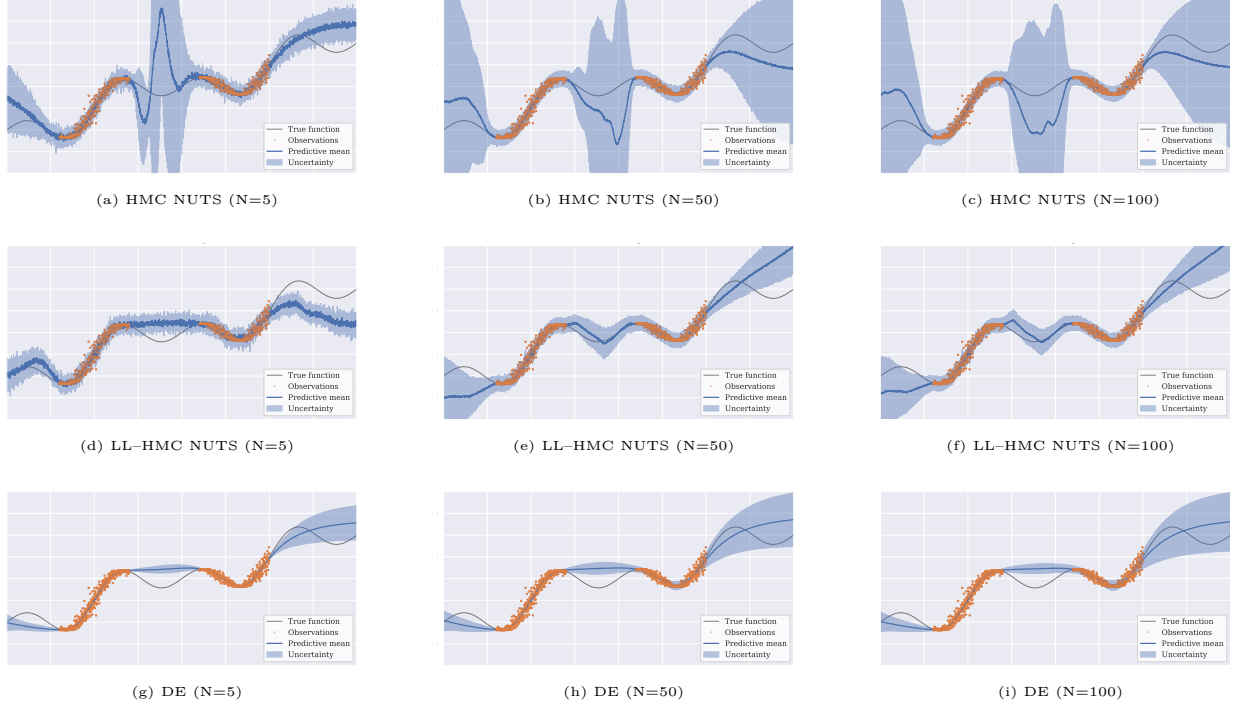 True function
Observations
Predictive mean
Uncertainty
True function
Observations
Predictive mean
Uncertainty
True function
Observations
Predictive mean
Uncertainty
(a) HMC NUTS (N=5)
(b) HMC NUTS (N=50)
(c) HMC NUTS (N=100)
True function
Observations
Predictive mean
Uncertainty
True function
Observations
Predictive mean
Uncertainty
True function
Observations
Predictive mean
Uncertainty
(d) LL–HMC NUTS (N=5)
(e) LL–HMC NUTS (N=50)
(f) LL–HMC NUTS (N=100)
True function
Observations
Predictive mean
Uncertainty
True function
Observations
Predictive mean
Uncertainty
True function
Observations
Predictive mean
Uncertainty
(g) DE (N=5)
(h) DE (N=50)
(i) DE (N=100)